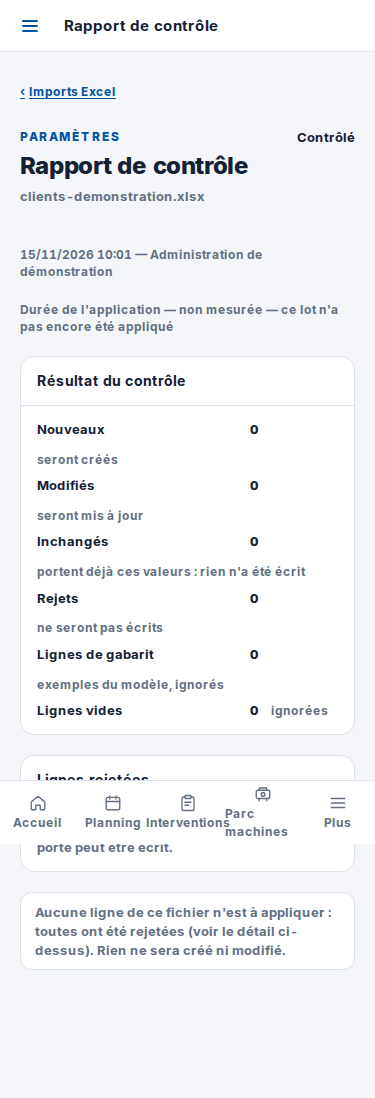 Rapport de contrôle
‹ Imports Excel
PARAMÈTRES
Contrôlé
Rapport de contrôle
clients-demonstration.xlsx
15/11/2026 10:01 — Administration de
démonstration
Durée de l'application — non mesurée — ce lot n'a
pas encore été appliqué
Résultat du contrôle
Nouveaux 0
seront créés
Modifiés 0
seront mis à jour
Inchangés 0
portent déjà ces valeurs : rien n'a été écrit
Rejets 0
ne seront pas écrits
Lignes de gabarit 0
exemples du modèle, ignorés
Lignes vides 0 ignorées
Lignes rejetées
Accueil
Planning
Interventions
Parc
machines
Plus
porte peut être écrit.
Aucune ligne de ce fichier n'est à appliquer :
toutes ont été rejetées (voir le détail ci-
dessus). Rien ne sera créé ni modifié.